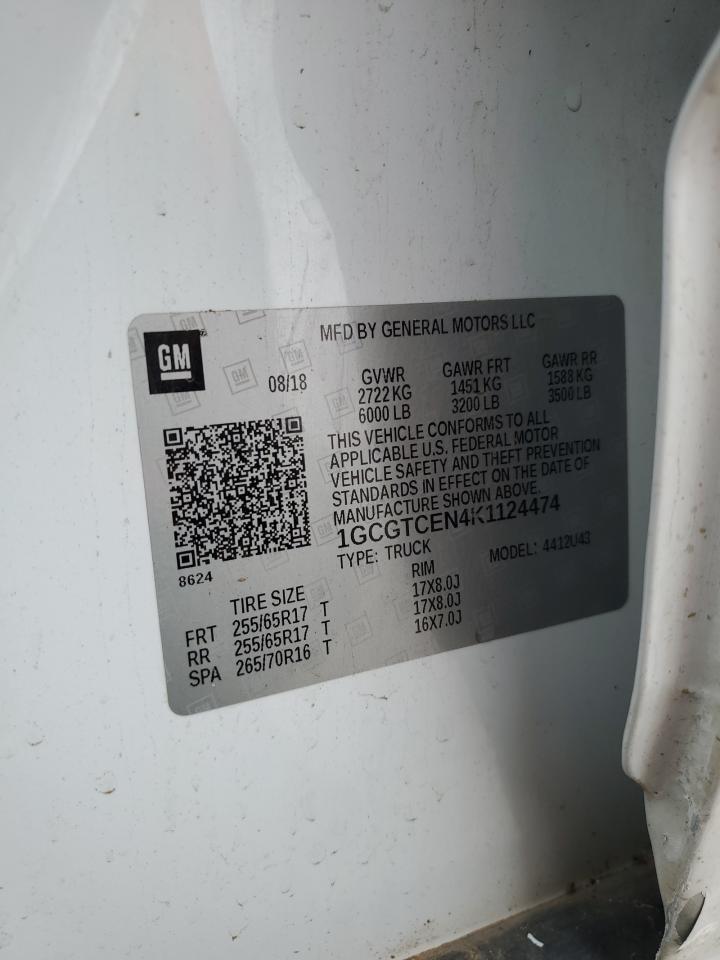 MFD BY GENERAL MOTORS LLC
GM
08/18
GVWR GAWR FRT GAWR RR
2722 KG 1451 KG 1588 KG
6000 LB 3200 LB 3500 LB
THIS VEHICLE CONFORMS TO ALL
APPLICABLE U.S. FEDERAL MOTOR
VEHICLE SAFETY AND THEFT PREVENTION
STANDARDS IN EFFECT ON THE DATE OF
MANUFACTURE SHOWN ABOVE.
1GCGTCEN4K1124474
TYPE: TRUCK MODEL: 4412U43
8624
TIRE SIZE RIM
FRT 255/65R17 T 17X8.0J
RR 255/65R17 T 17X8.0J
SPA 265/70R16 T 16X7.0J